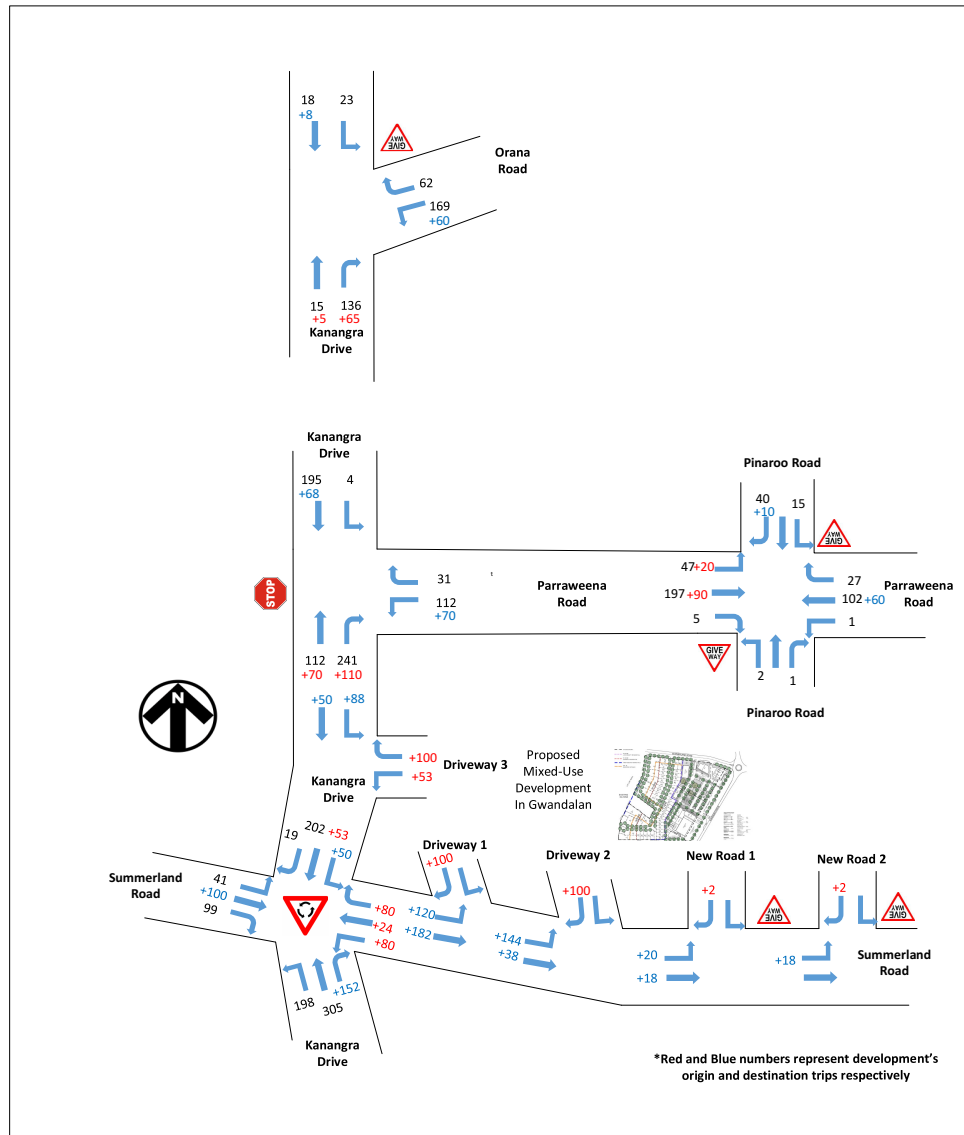 18 23
+8
GIVE
WAY
Orana
Road
62
169
+60
15 136
+5 +65
Kanangra
Drive
Kanangra
Drive
195 4
+68
Pinaroo Road
40 15
+10
GIVE
WAY
STOP
31
112
+70
t
Parraweena
Road
47+20
197+90
5
27
102+60
1
Parraweena
Road
GIVE
WAY
2 1
Pinaroo Road
112 241
+70 +110
+50 +88
N
+100
+53
Driveway 3
Proposed
Mixed-Use
Development
In Gwandalan
Kanangra
Drive
19 202 +53
+50
Summerland
Road
41
+100
99
Driveway 1
+100
Driveway 2
+100
New Road 1
+2
GIVE
WAY
New Road 2
+2
GIVE
WAY
+80
+24
+80
+120
+182
+144
+38
+20
+18
+18
Summerland
Road
198 305 +152
Kanangra
Drive
*Red and Blue numbers represent development's
origin and destination trips respectively